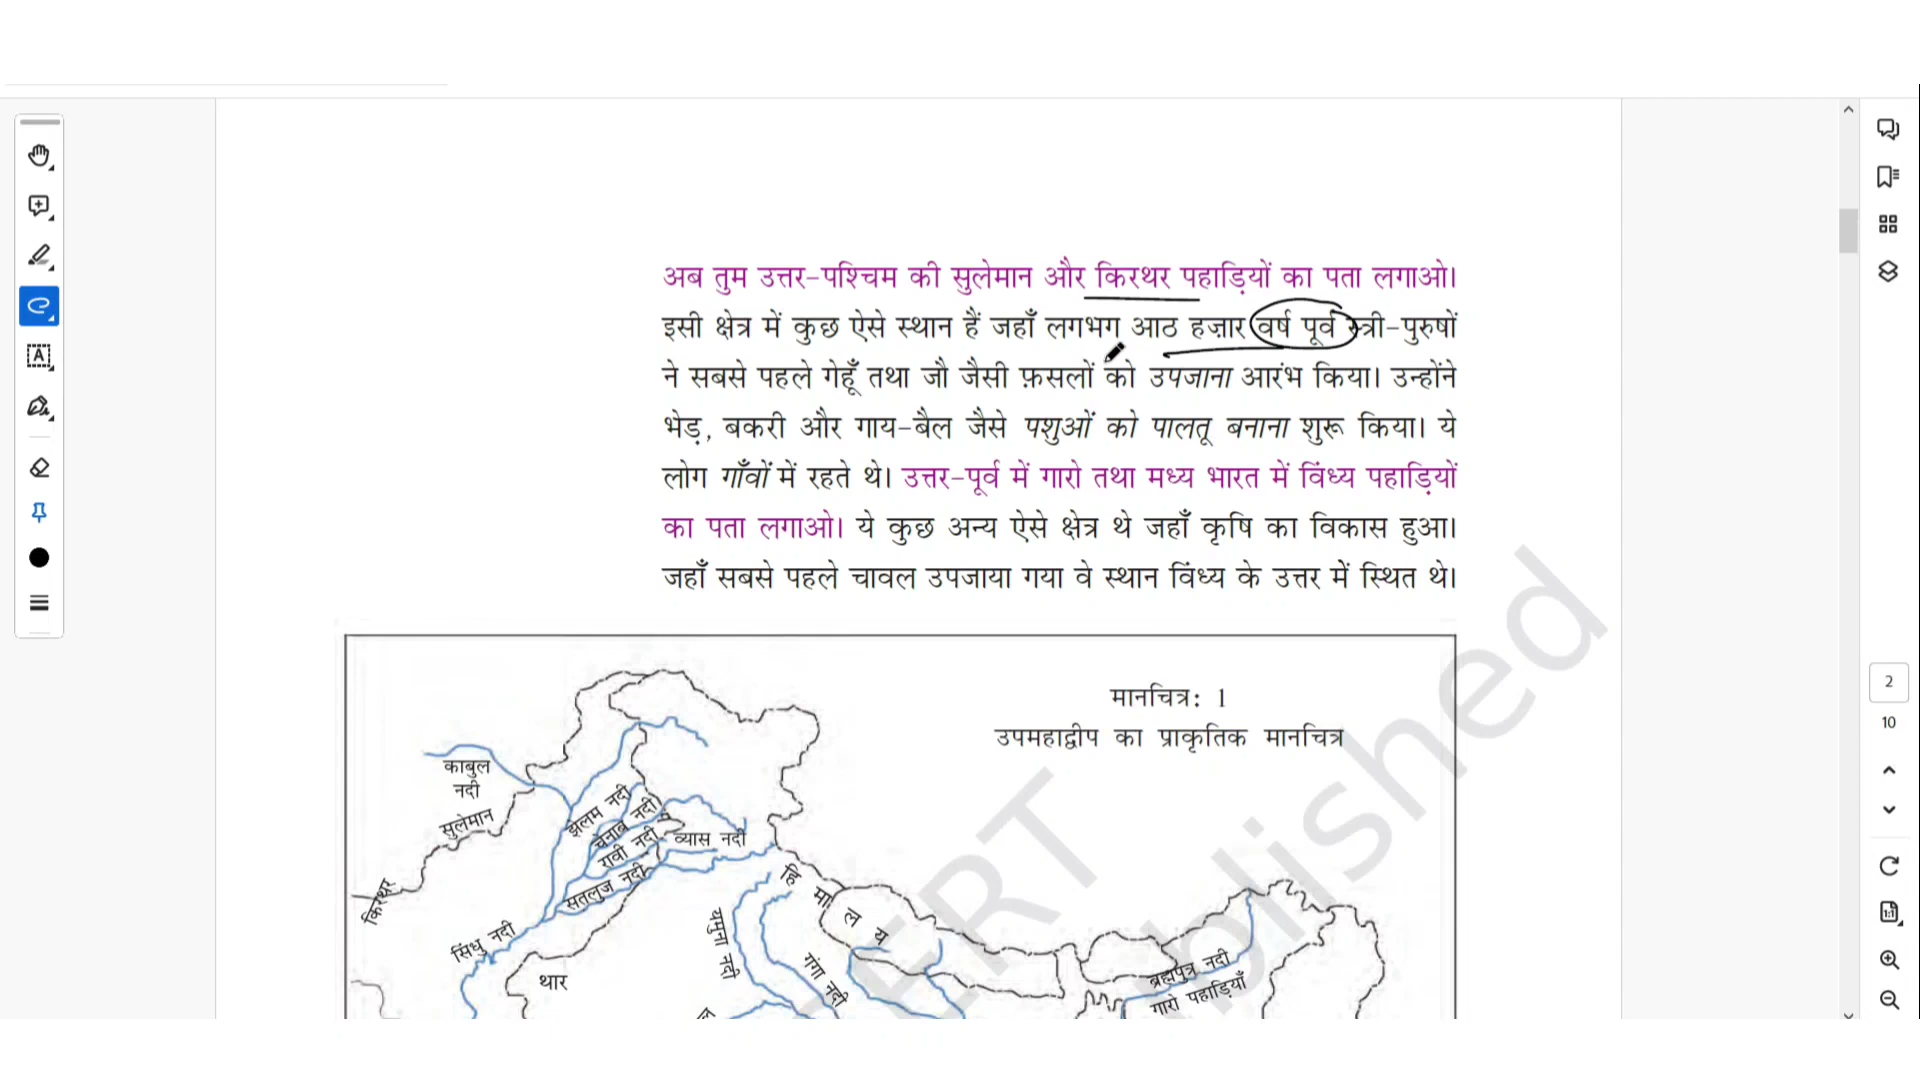 अब तुम उत्तर-पश्चिम की सुलेमान और किरथर पहाड़ियों का पता लगाओ।
इसी क्षेत्र में कुछ ऐसे स्थान हैं जहाँ लगभग आठ हज़ार वर्ष पूर्व स्त्री-पुरुषों
ने सबसे पहले गेहूँ तथा जौ जैसी फ़सलों को उपजाना आरंभ किया। उन्होंने
भेड़, बकरी और गाय-बैल जैसे पशुओं को पालतू बनाना शुरू किया। ये
लोग गाँवों में रहते थे। उत्तर-पूर्व में गारो तथा मध्य भारत में विंध्य पहाड़ियों
का पता लगाओ। ये कुछ अन्य ऐसे क्षेत्र थे जहाँ कृषि का विकास हुआ।
जहाँ सबसे पहले चावल उपजाया गया वे स्थान विंध्य के उत्तर में स्थित थे।
मानचित्र: 1
उपमहाद्वीप का प्राकृतिक मानचित्र
काबुल
नदी
सुलेमान
किरथर
झेलम नदी
चेनाब नदी
रावी नदी
व्यास नदी
सतलुज नदी
सिंधु नदी
थार
यमुना नदी
गंगा नदी
हिमालय
ब्रह्मपुत्र नदी
गारो पहाड़ियाँ
2
10